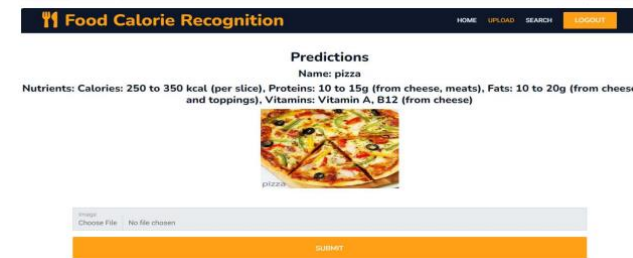 Food Calorie Recognition
HOME UPLOAD SEARCH LOGOUT
Predictions
Name: pizza
Nutrients: Calories: 250 to 350 kcal (per slice), Proteins: 10 to 15g (from cheese, meats), Fats: 10 to 20g (from cheese
and toppings), Vitamins: Vitamin A, B12 (from cheese)
pizza
Image
Choose File No file chosen
SUBMIT